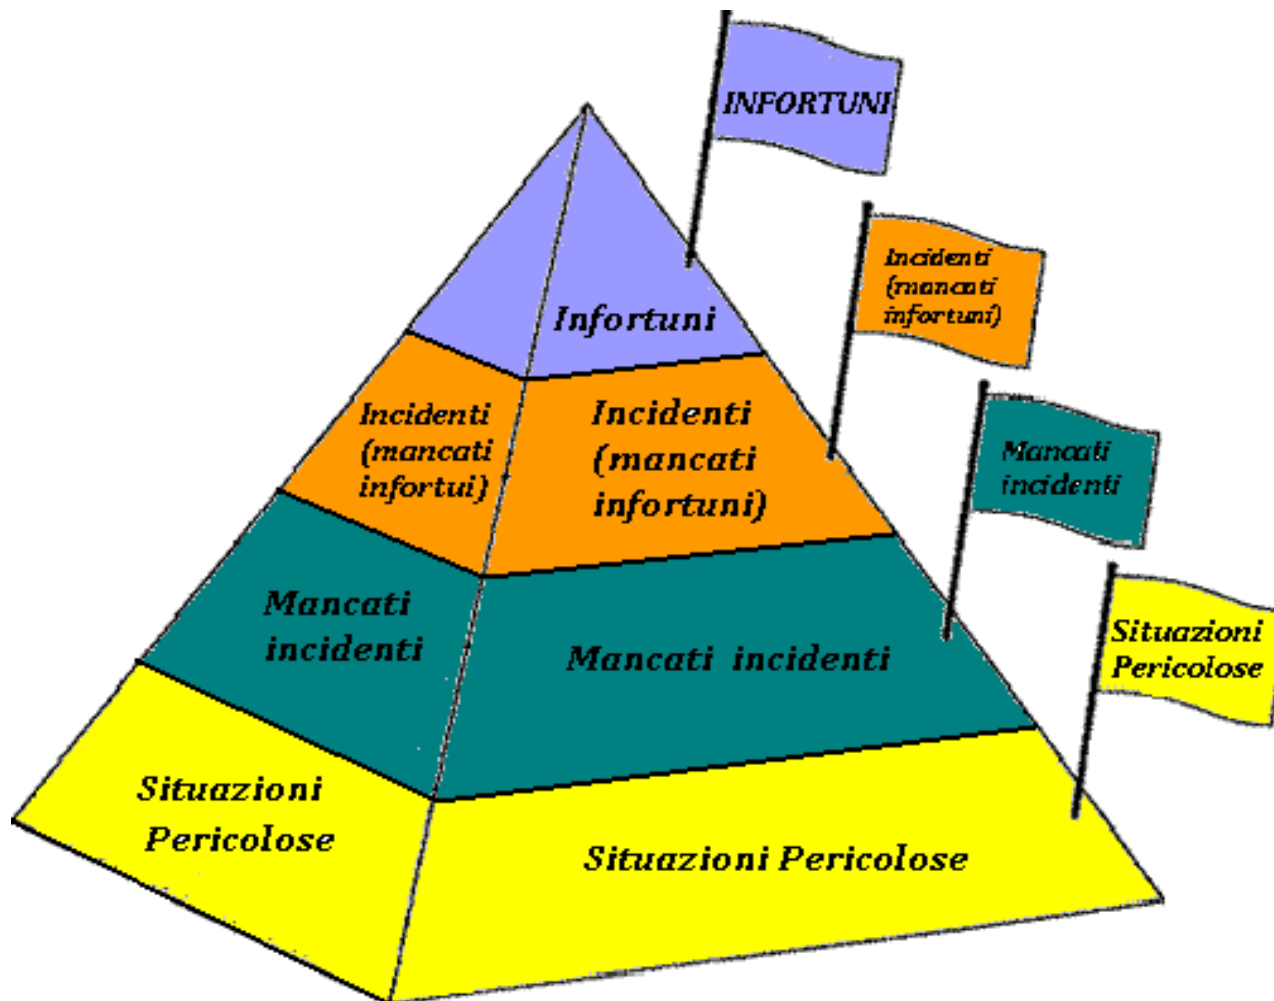 INFORTUNI
Incidenti
(mancati
infortuni)
Infortuni
Incidenti
(mancati
infortui)
Incidenti
(mancati
infortuni)
Mancati
incidenti
Mancati
incidenti
Mancati incidenti
Situazioni
Pericolose
Situazioni
Pericolose
Situazioni Pericolose